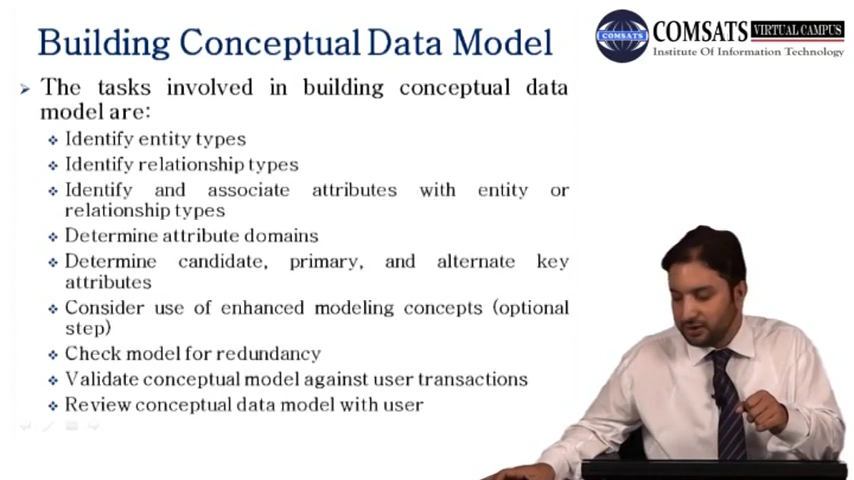 Building Conceptual Data Model
COMSATS VIRTUAL CAMPUS
COMSATS
Institute Of Information Technology
The tasks involved in building conceptual data
model are:
Identify entity types
Identify relationship types
Identify and associate attributes with entity or
relationship types
Determine attribute domains
Determine candidate, primary, and alternate key
attributes
Consider use of enhanced modeling concepts (optional
step)
Check model for redundancy
Validate conceptual model against user transactions
Review conceptual data model with user